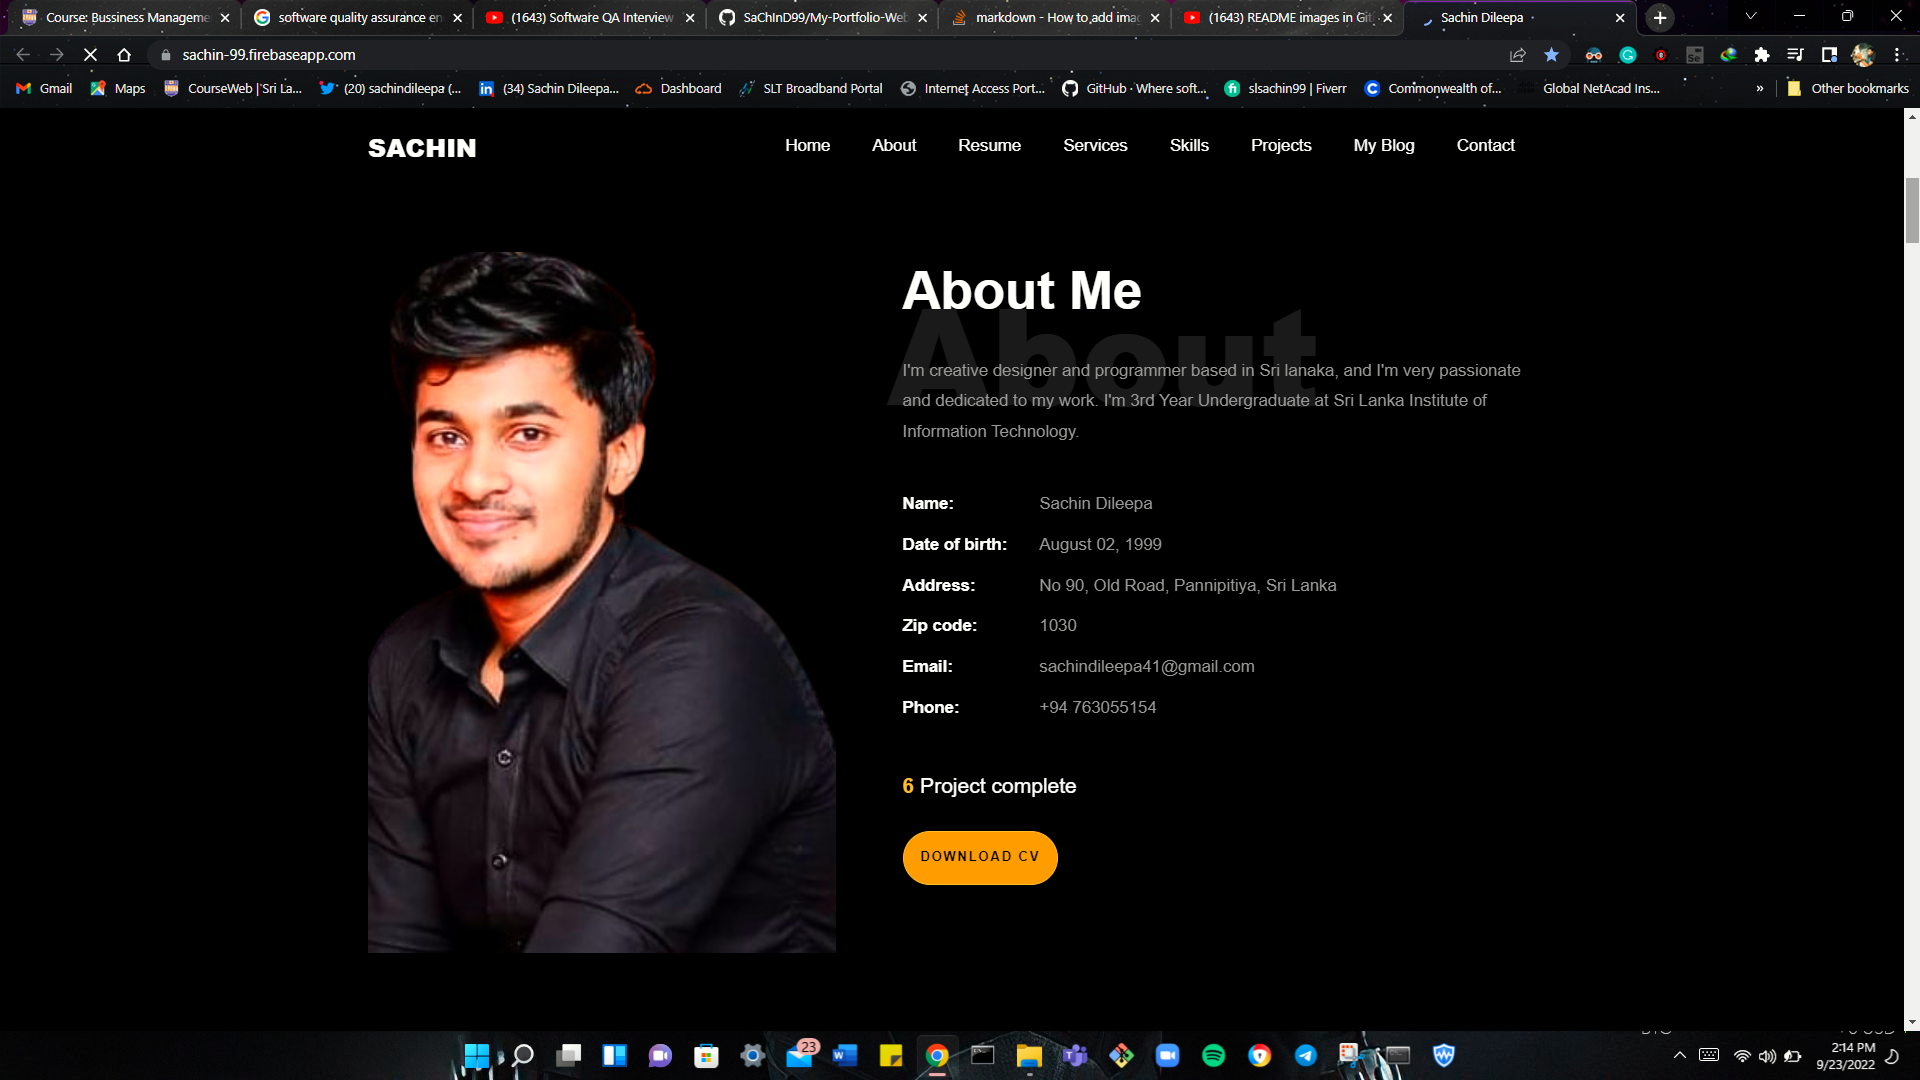 Course: Bussiness Manageme
software quality assurance en
(1643) Software QA Interview
SaChInD99/My-Portfolio-Web
markdown - How to add imag
(1643) README images in Git
Sachin Dileepa
sachin-99.firebaseapp.com
Gmail
Maps
CourseWeb | Sri La...
(20) sachindileepa (...
(34) Sachin Dileepa...
Dashboard
SLT Broadband Portal
Internet Access Port...
GitHub · Where soft...
slsachin99 | Fiverr
Commonwealth of...
Global NetAcad Ins...
»
Other bookmarks
SACHIN
Home
About
Resume
Services
Skills
Projects
My Blog
Contact
About Me
About
I'm creative designer and programmer based in Sri lanaka, and I'm very passionate
and dedicated to my work. I'm 3rd Year Undergraduate at Sri Lanka Institute of
Information Technology.
Name: Sachin Dileepa
Date of birth: August 02, 1999
Address: No 90, Old Road, Pannipitiya, Sri Lanka
Zip code: 1030
Email: sachindileepa41@gmail.com
Phone: +94 763055154
6 Project complete
DOWNLOAD CV
23
2:14 PM
9/23/2022